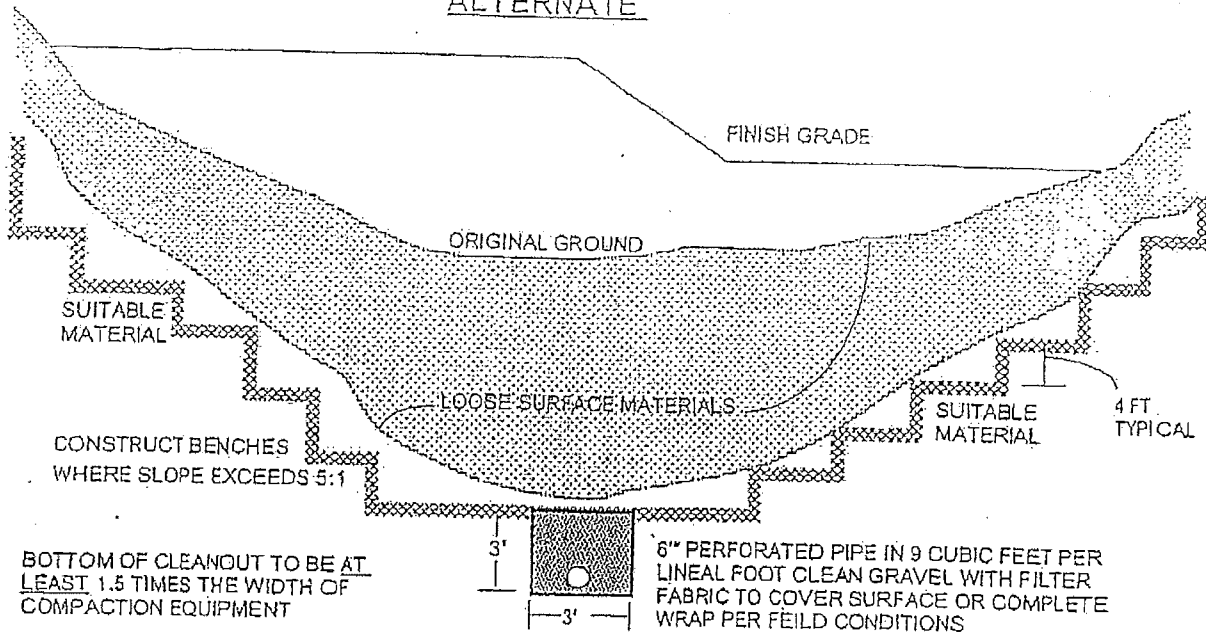 ALTERNATE
FINISH GRADE
ORIGINAL GROUND
SUITABLE
MATERIAL
LOOSE SURFACE MATERIALS
SUITABLE
MATERIAL
4 FT
TYPICAL
CONSTRUCT BENCHES
WHERE SLOPE EXCEEDS 5:1
3'
BOTTOM OF CLEANOUT TO BE AT
LEAST 1.5 TIMES THE WIDTH OF
COMPACTION EQUIPMENT
3'
6" PERFORATED PIPE IN 9 CUBIC FEET PER
LINEAL FOOT CLEAN GRAVEL WITH FILTER
FABRIC TO COVER SURFACE OR COMPLETE
WRAP PER FEILD CONDITIONS